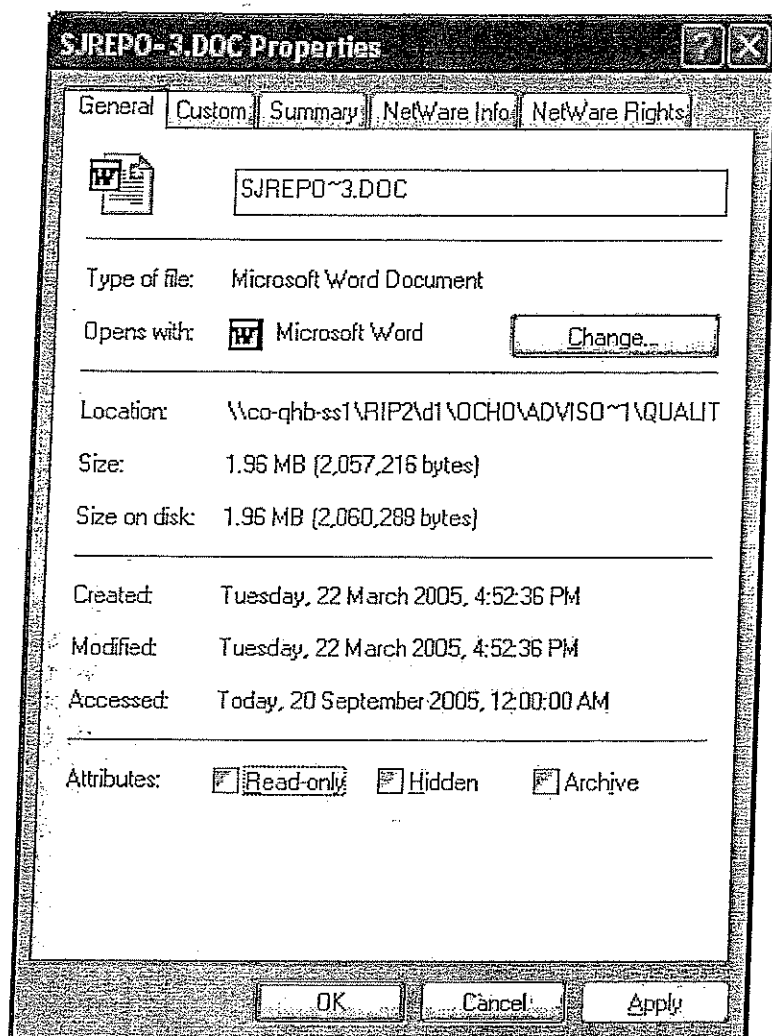 SJREPO~3.DOC Properties
General Custom Summary NetWare Info NetWare Rights
SJREPO~3.DOC
Type of file: Microsoft Word Document
Opens with: Microsoft Word Change...
Location: \\co-qhb-ss1\RIP2\d1\OCHO\ADVISO~1\QUALIT
Size: 1.96 MB (2,057,216 bytes)
Size on disk: 1.96 MB (2,060,289 bytes)
Created: Tuesday, 22 March 2005, 4:52:36 PM
Modified: Tuesday, 22 March 2005, 4:52:36 PM
Accessed: Today, 20 September 2005, 12:00:00 AM
Attributes: Read-only Hidden Archive
OK Cancel Apply